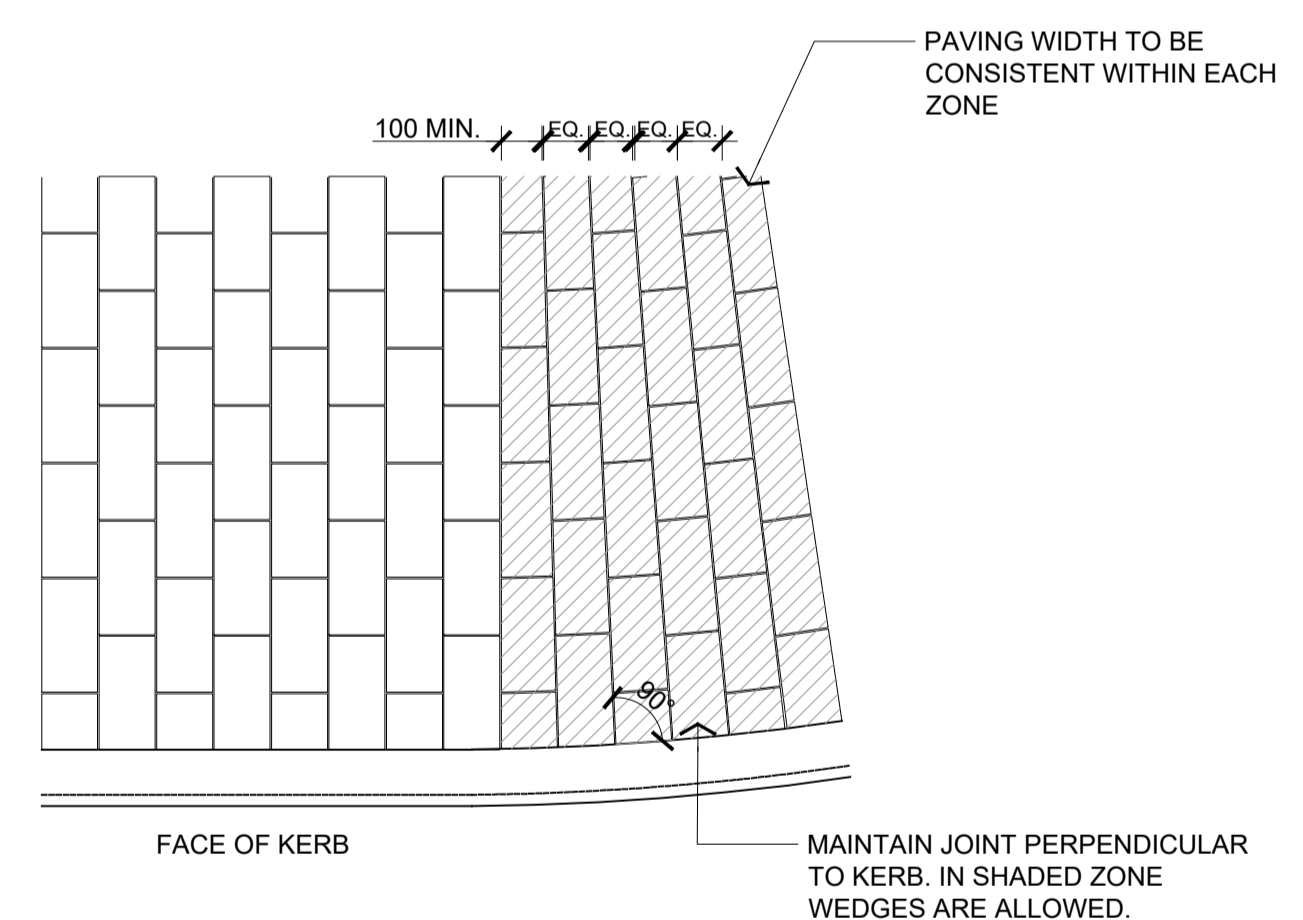 PAVING WIDTH TO BE
CONSISTENT WITHIN EACH
ZONE
100 MIN. EQ. EQ. EQ. EQ.
90°
FACE OF KERB
MAINTAIN JOINT PERPENDICULAR
TO KERB. IN SHADED ZONE
WEDGES ARE ALLOWED.